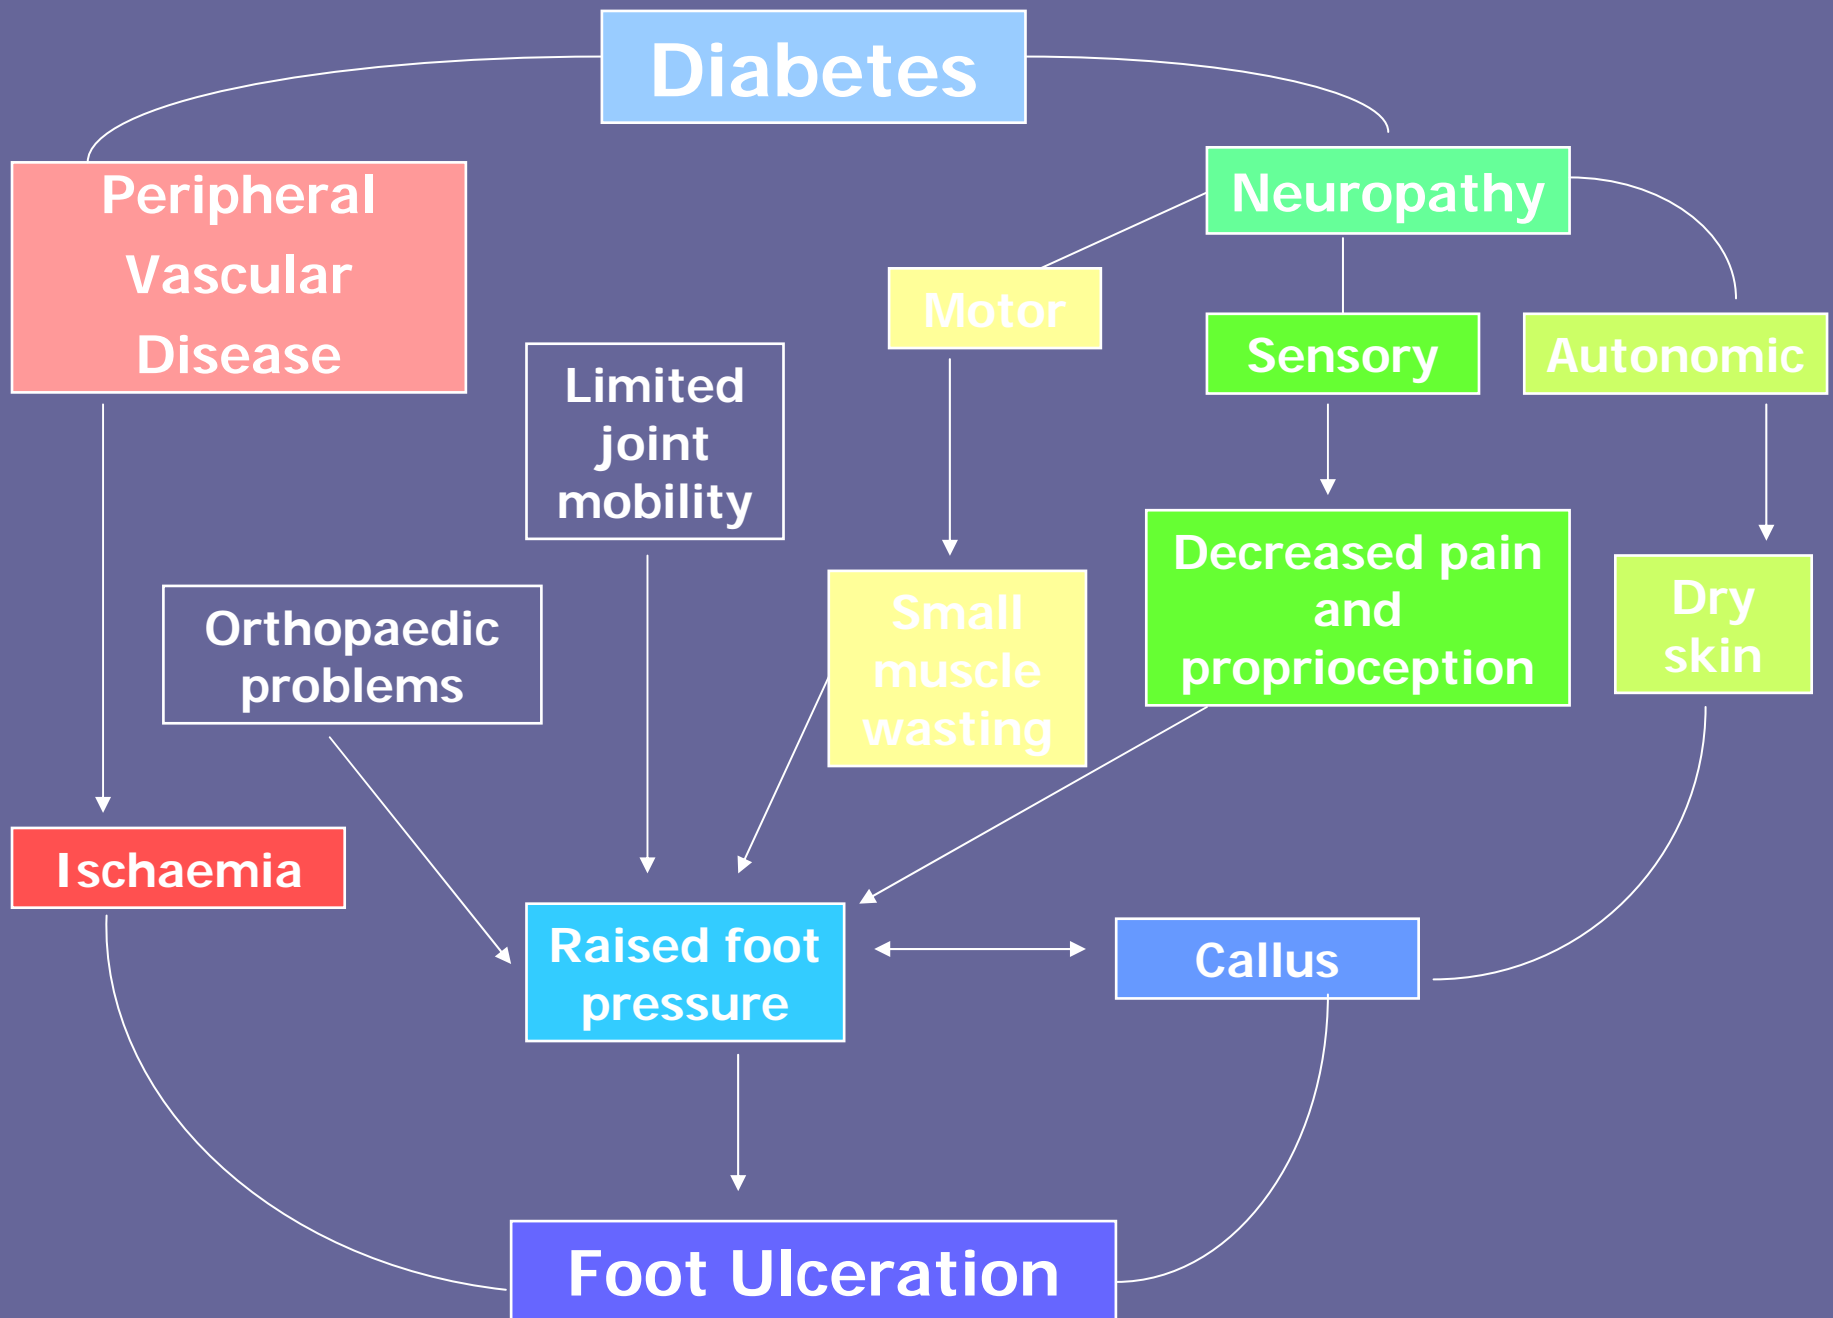 Diabetes
Peripheral
Vascular
Disease
Neuropathy
Motor
Sensory
Autonomic
Limited
joint
mobility
Decreased pain
and
proprioception
Orthopaedic
problems
Small
muscle
wasting
Dry
skin
Ischaemia
Raised foot
pressure
Callus
Foot Ulceration